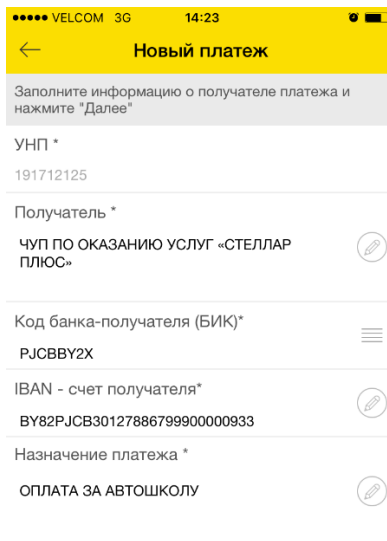 VELCOM 3G 14:23
Новый платеж
Заполните информацию о получателе платежа и
нажмите "Далее"
УНП *
191712125
Получатель *
ЧУП ПО ОКАЗАНИЮ УСЛУГ «СТЕЛЛАР
ПЛЮС»
Код банка-получателя (БИК)*
PJCBBY2X
IBAN - счет получателя*
BY82PJCB30127886799900000933
Назначение платежа *
ОПЛАТА ЗА АВТОШКОЛУ